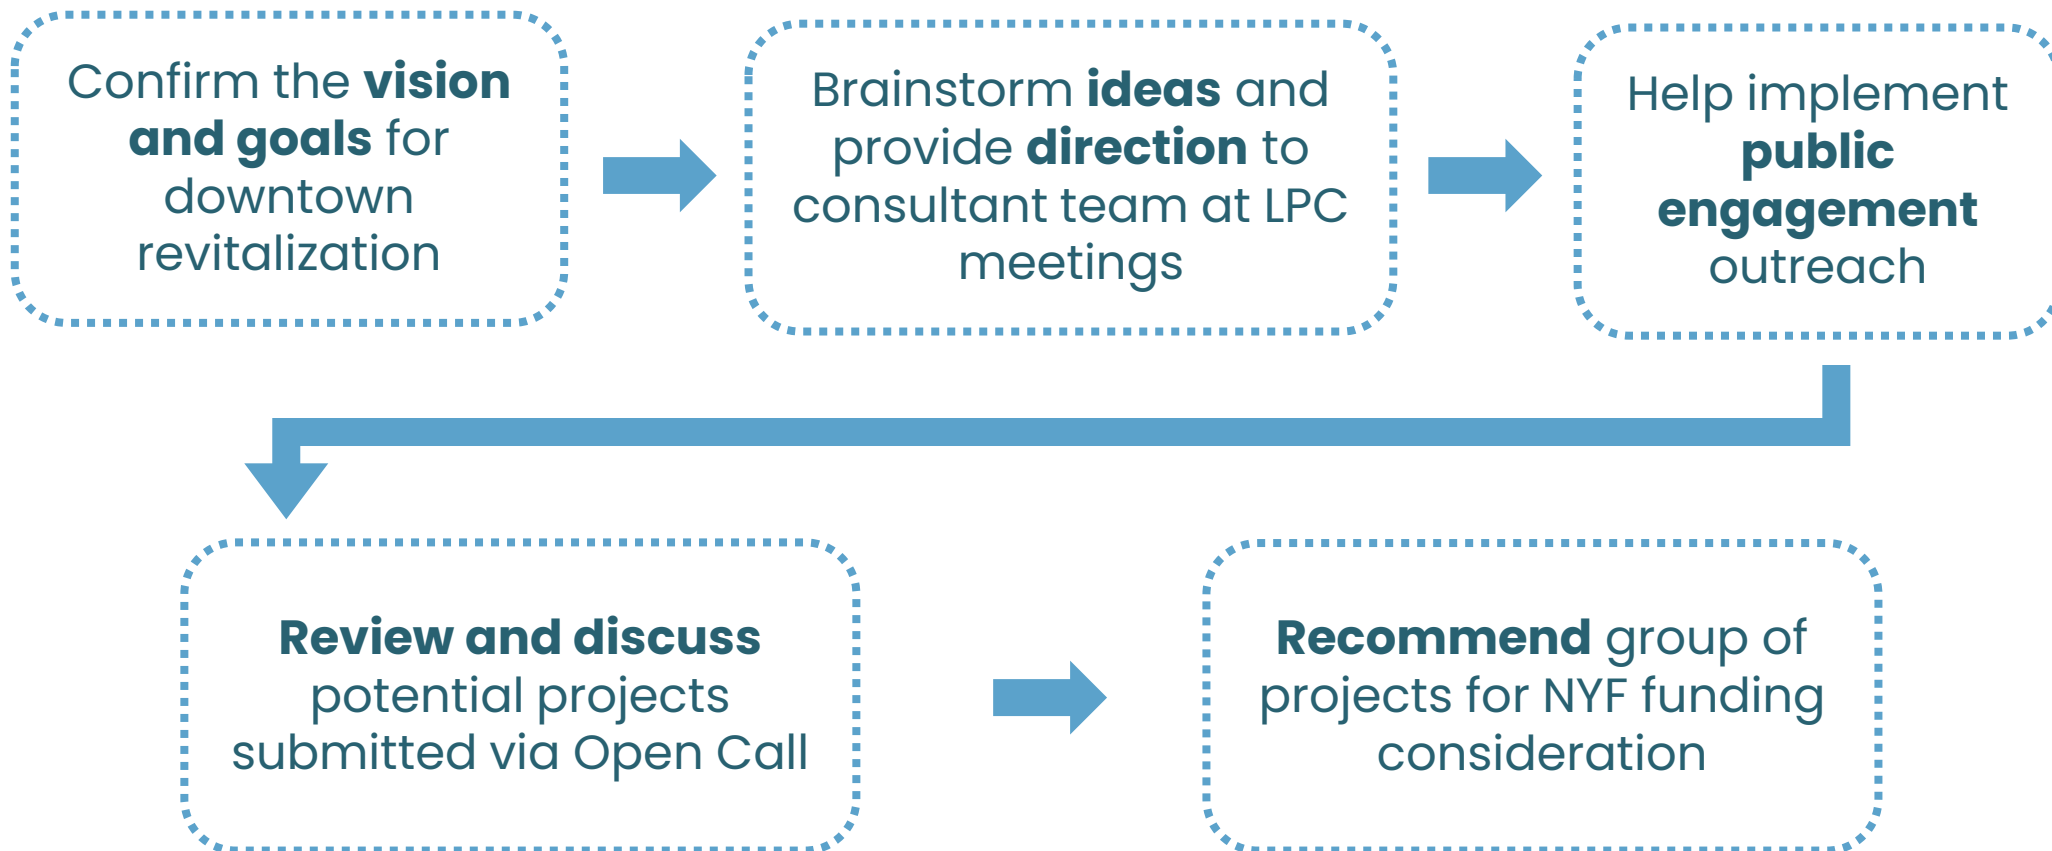 Confirm the vision
and goals for
downtown
revitalization
Brainstorm ideas and
provide direction to
consultant team at LPC
meetings
Help implement
public
engagement
outreach
Review and discuss
potential projects
submitted via Open Call
Recommend group of
projects for NYF funding
consideration